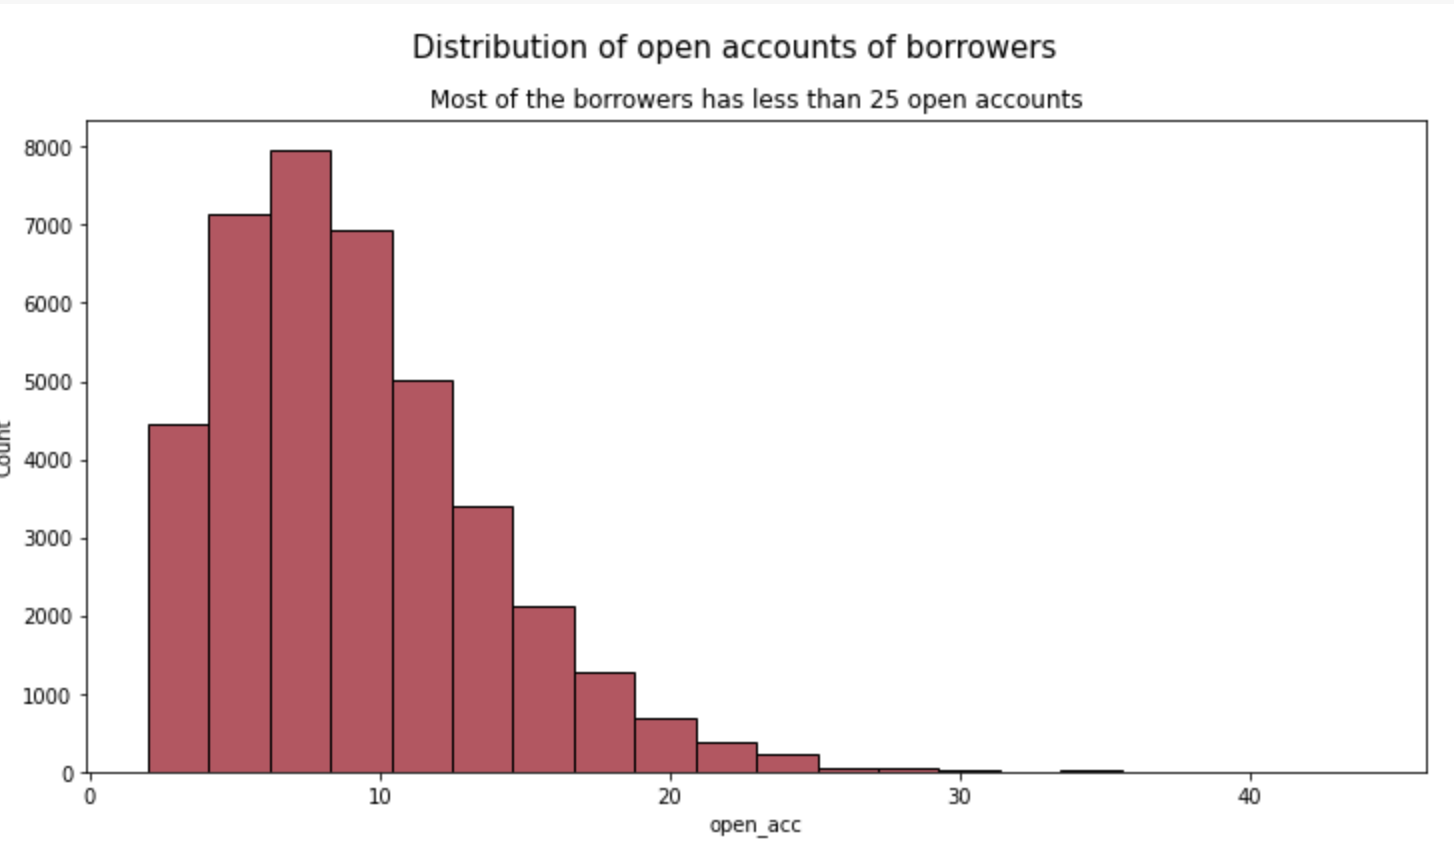 Distribution of open accounts of borrowers
Most of the borrowers has less than 25 open accounts
8000
7000
6000
5000
Count
4000
3000
2000
1000
0
0 10 20 30 40
open_acc